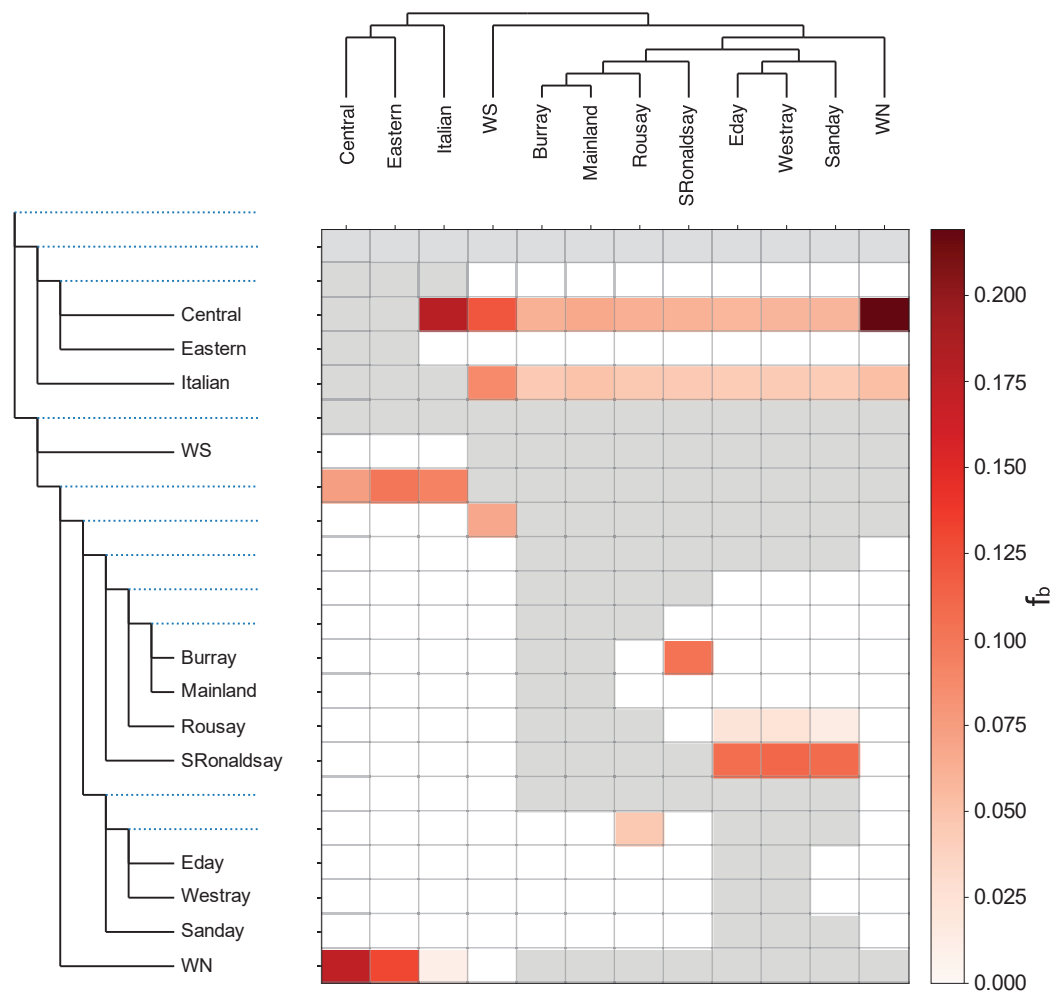 Central
Eastern
Italian
WS
Burray
Mainland
Rousay
SRonaldsay
Eday
Westray
Sanday
WN
Central
Eastern
Italian
WS
Burray
Mainland
Rousay
SRonaldsay
Eday
Westray
Sanday
WN
0.200
0.175
0.150
0.125
0.100
0.075
0.050
0.025
0.000
fb